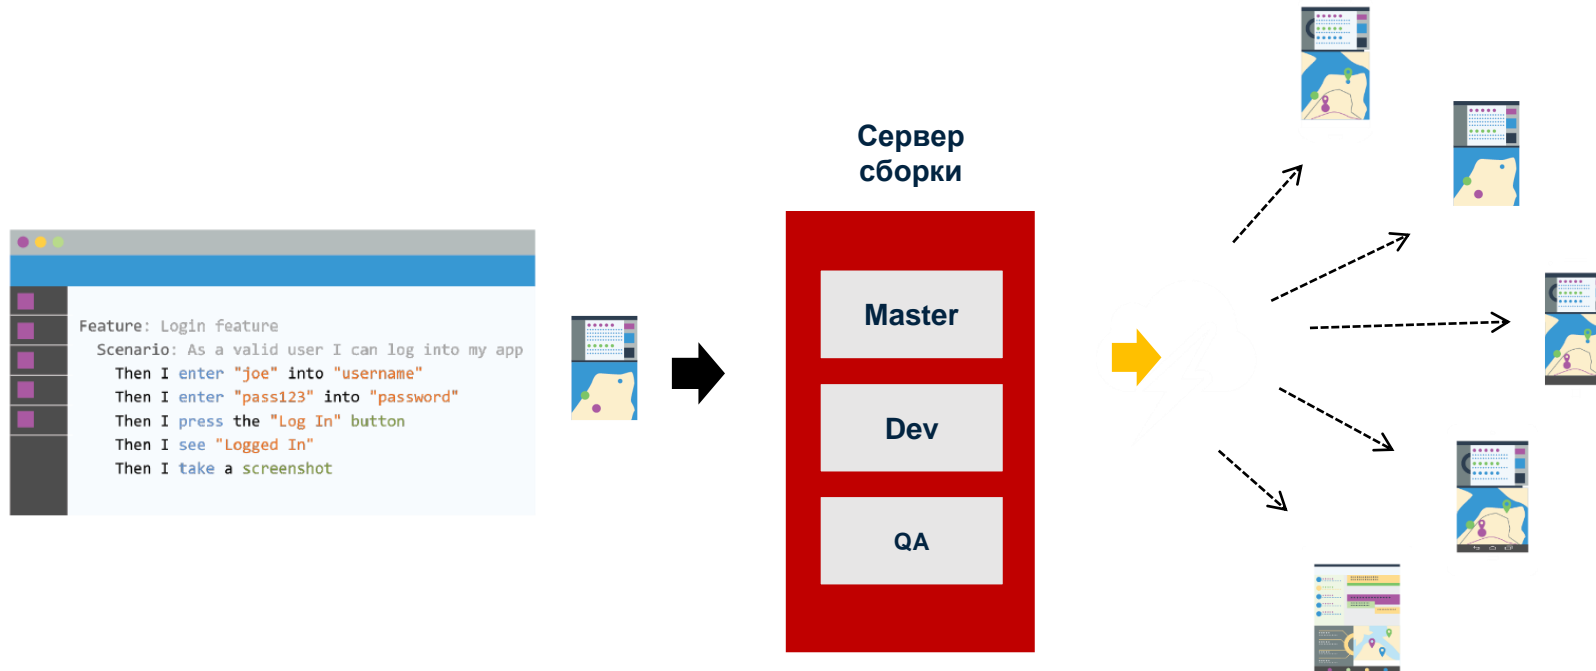 Сервер
сборки
Feature: Login feature
Scenario: As a valid user I can log into my app
Then I enter "joe" into "username"
Then I enter "pass123" into "password"
Then I press the "Log In" button
Then I see "Logged In"
Then I take a screenshot
Master
Dev
QA